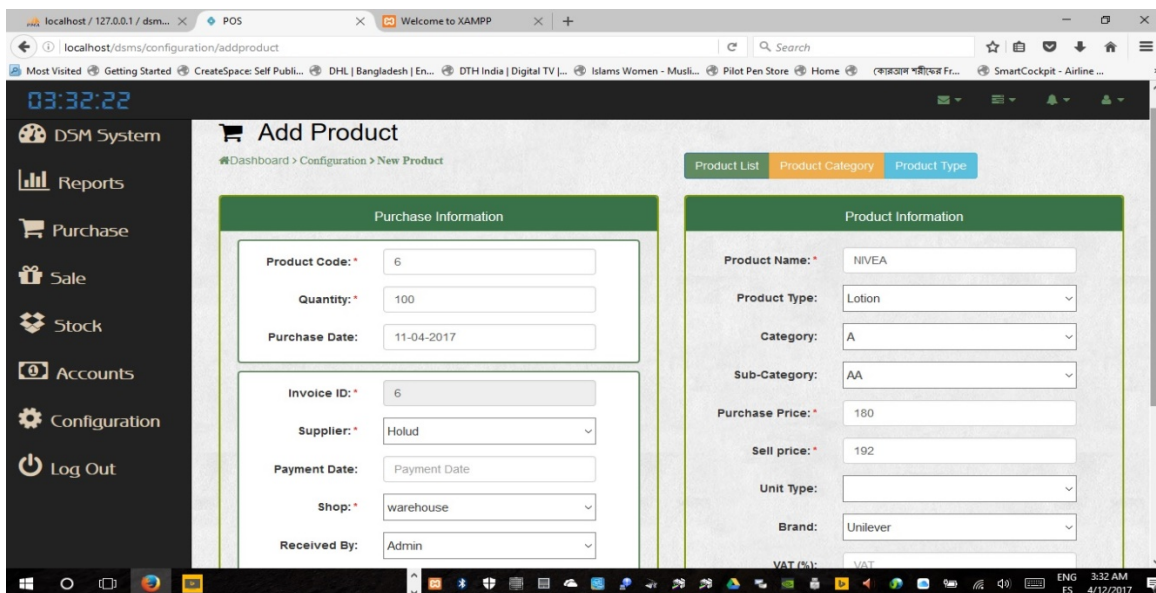 localhost / 127.0.0.1 / dsm...
POS
Welcome to XAMPP
localhost/dsms/configuration/addproduct
Search
Most Visited Getting Started CreateSpace: Self Publi... DHL | Bangladesh | En... DTH India | Digital TV |... Islams Women - Musli... Pilot Pen Store Home Fr... SmartCockpit - Airline ...
03:32:22
DSM System
Reports
Purchase
Sale
Stock
Accounts
Configuration
Log Out
Add Product
Dashboard > Configuration > New Product
Product List Product Category Product Type
Purchase Information
Product Code: * 6
Quantity: * 100
Purchase Date: 11-04-2017
Invoice ID: * 6
Supplier: * Holud
Payment Date: Payment Date
Shop: * warehouse
Received By: Admin
Product Information
Product Name: * NIVEA
Product Type: Lotion
Category: A
Sub-Category: AA
Purchase Price: * 180
Sell price: * 192
Unit Type:
Brand: Unilever
VAT (%): VAT
ENG
ES
3:32 AM
4/12/2017